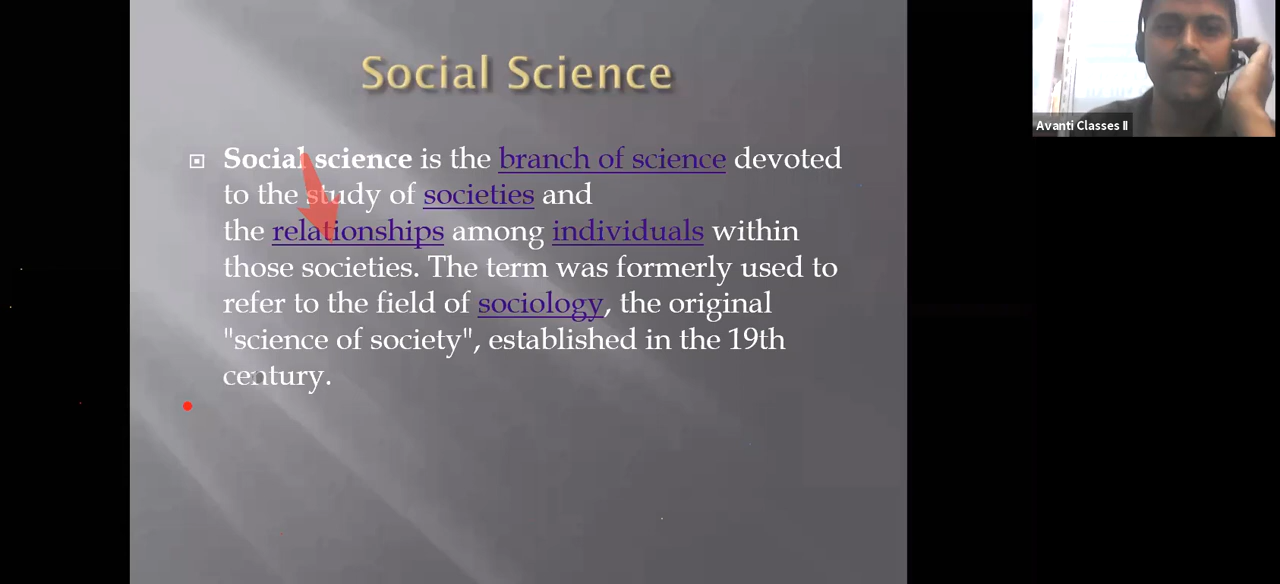 Social Science
Social science is the branch of science devoted
to the study of societies and
the relationships among individuals within
those societies. The term was formerly used to
refer to the field of sociology, the original
"science of society", established in the 19th
century.
Avanti Classes II